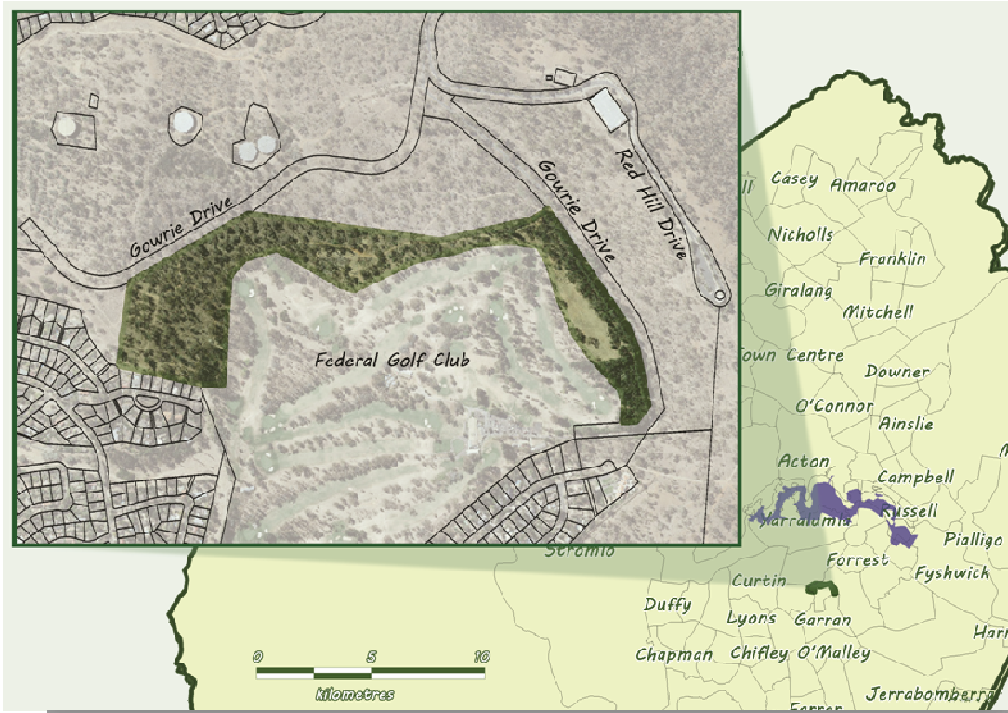 Gowrie Drive
Gowrie Drive
Red Hill Drive
Federal Golf Club
Casey
Amaroo
Nicholls
Franklin
Giralang
Mitchell
Centre
Downer
O'Connor
Ainslie
Acton
Campbell
Russell
Yarralumla
Pialligo
Stromlo
Forrest
Fyshwick
Curtin
Duffy
Lyons
Garran
Chapman
Chifley
O'Malley
Jerrabomberra
0 5 10
kilometres